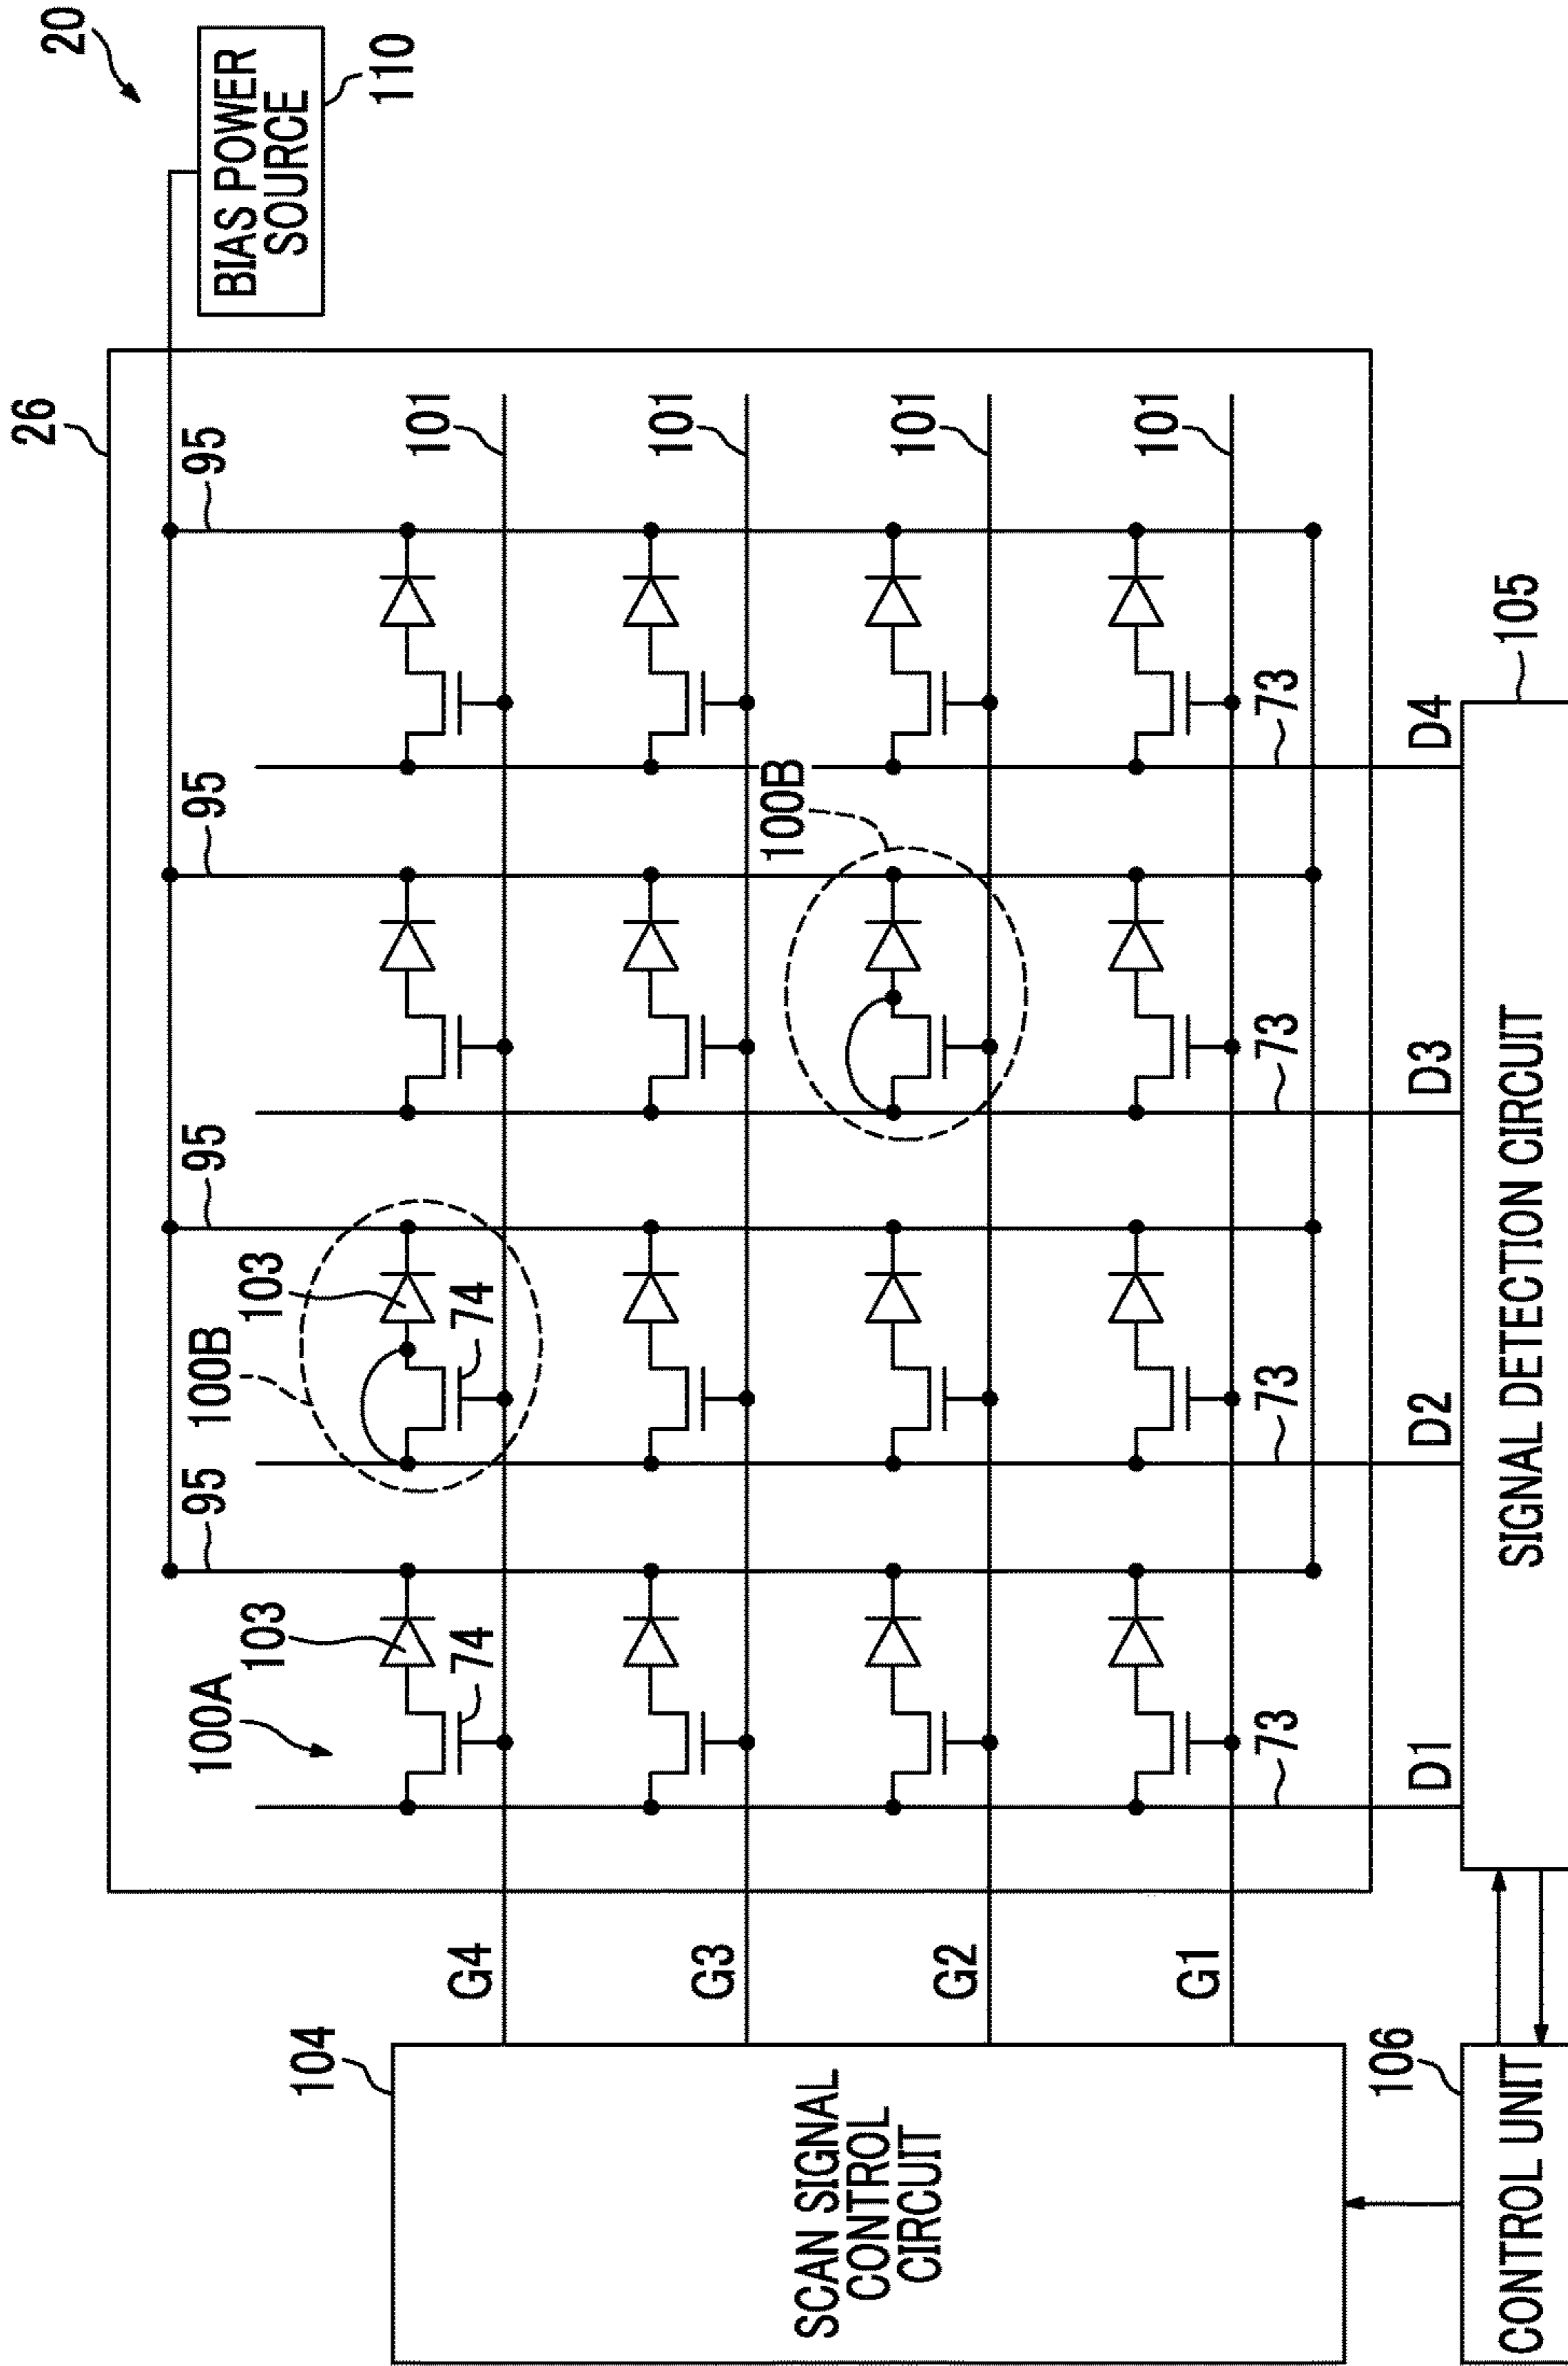 26
20
100A
95
100B
95
95
95
BIAS POWER
SOURCE
103
103
104
110
101
G4
74
74
101
G3
100B
SCAN SIGNAL
CONTROL
CIRCUIT
101
G2
101
G1
73
73
73
73
106
D1
D2
D3
D4
105
CONTROL UNIT
SIGNAL DETECTION CIRCUIT